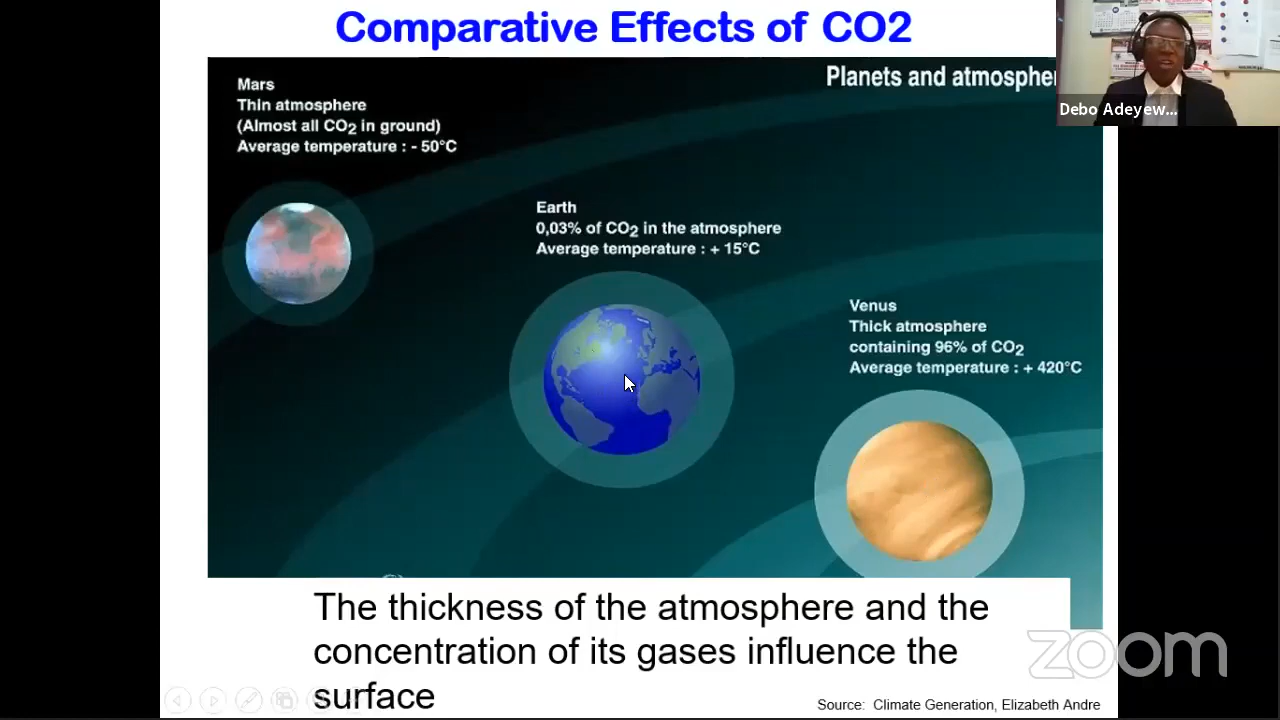 Comparative Effects of CO2
Planets and atmospher
Debo Adeyew...
Mars
Thin atmosphere
(Almost all CO2 in ground)
Average temperature : - 50°C
Earth
0,03% of CO2 in the atmosphere
Average temperature : + 15°C
Venus
Thick atmosphere
containing 96% of CO2
Average temperature : + 420°C
The thickness of the atmosphere and the
concentration of its gases influence the
surface
zoom
Source: Climate Generation, Elizabeth Andre